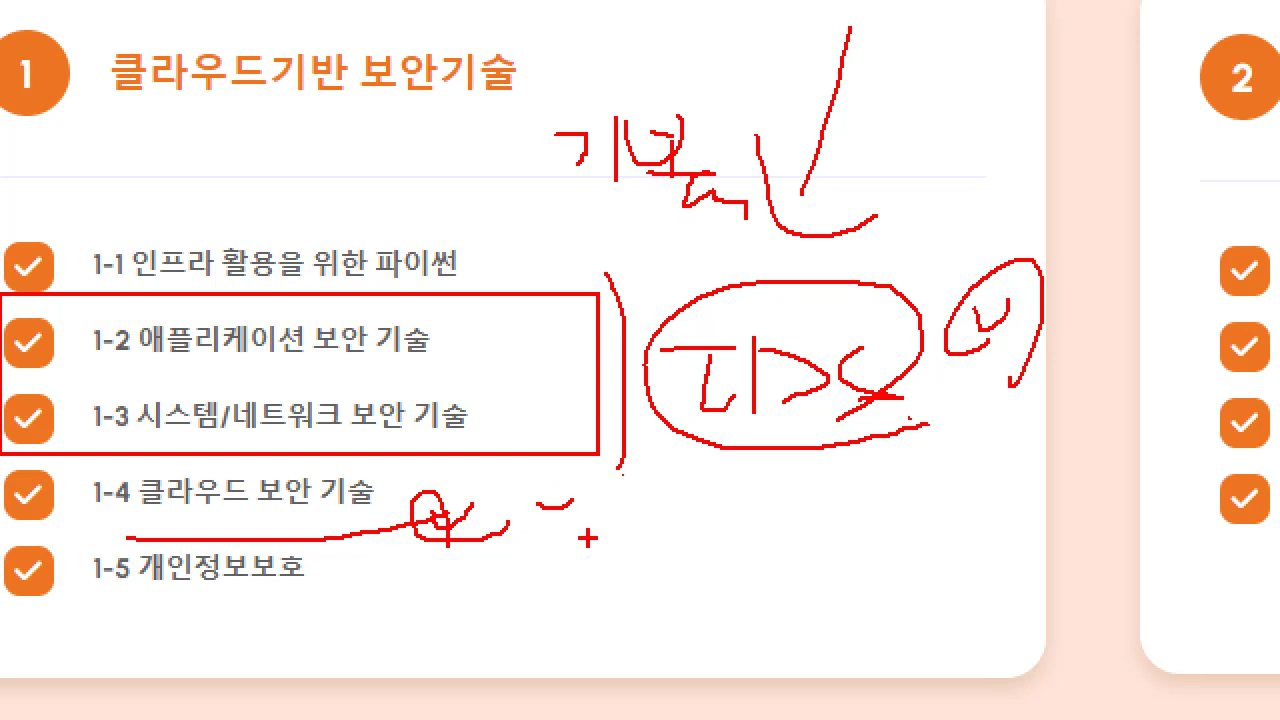 1 클라우드기반 보안기술
2
기본
1-1 인프라 활용을 위한 파이썬
1-2 애플리케이션 보안 기술
1-3 시스템/네트워크 보안 기술
1-4 클라우드 보안 기술
1-5 개인정보보호